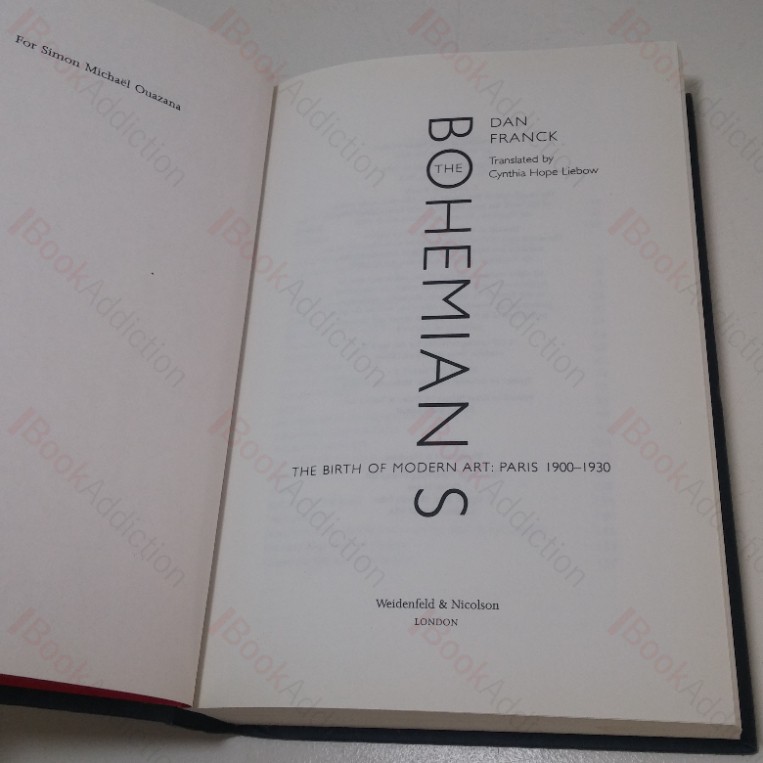 For Simon Michaël Ouazana
DAN
FRANCK
Translated by
Cynthia Hope Liebow
THE
BOHEMIANS
THE BIRTH OF MODERN ART: PARIS 1900–1930
Weidenfeld & Nicolson
LONDON
BookAddiction